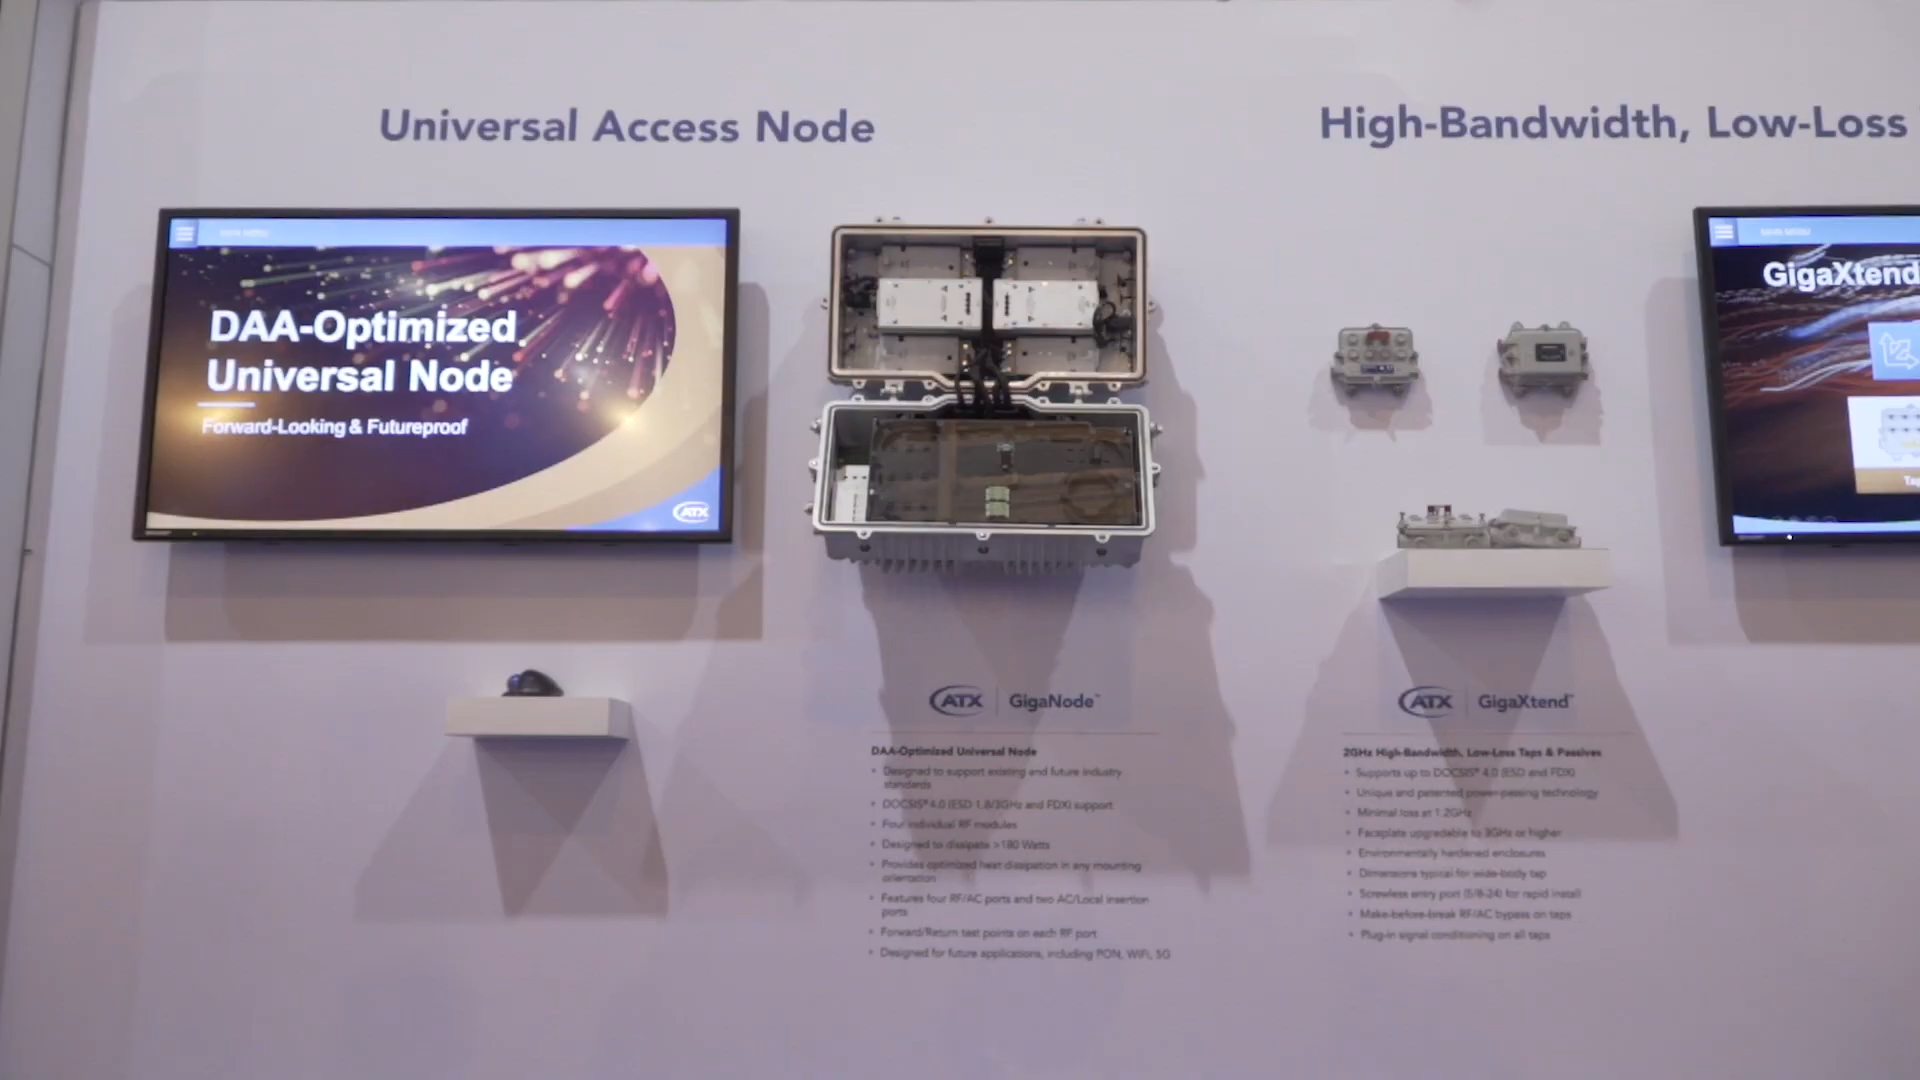 Universal Access Node
High-Bandwidth, Low-Loss
MAIN MENU
DAA-Optimized
Universal Node
Forward-Looking & Futureproof
ATX
MAIN MENU
GigaXtend
ATX | GigaNode™
DAA-Optimized Universal Node
• Designed to support existing and future industry
standards
• DOCSIS® 4.0 (ESD 1.8/3GHz and FDX) support
• Four individual RF modules
• Designed to dissipate >180 Watts
• Provides optimized heat dissipation in any mounting
orientation
• Features four RF/AC ports and two AC/Local insertion
ports
• Forward/Return test points on each RF port
• Designed for future applications, including PON, WiFi, 5G
ATX | GigaXtend™
2GHz High-Bandwidth, Low-Loss Taps & Passives
• Supports up to DOCSIS® 4.0 (ESD and FDX)
• Unique and patented power-passing technology
• Minimal loss at 1.2GHz
• Faceplate upgradable to 3GHz or higher
• Environmentally hardened enclosures
• Dimensions typical for wide-body tap
• Screwless entry port (5/8-24) for rapid install
• Make-before-break RF/AC bypass on taps
• Plug-in signal conditioning on all taps